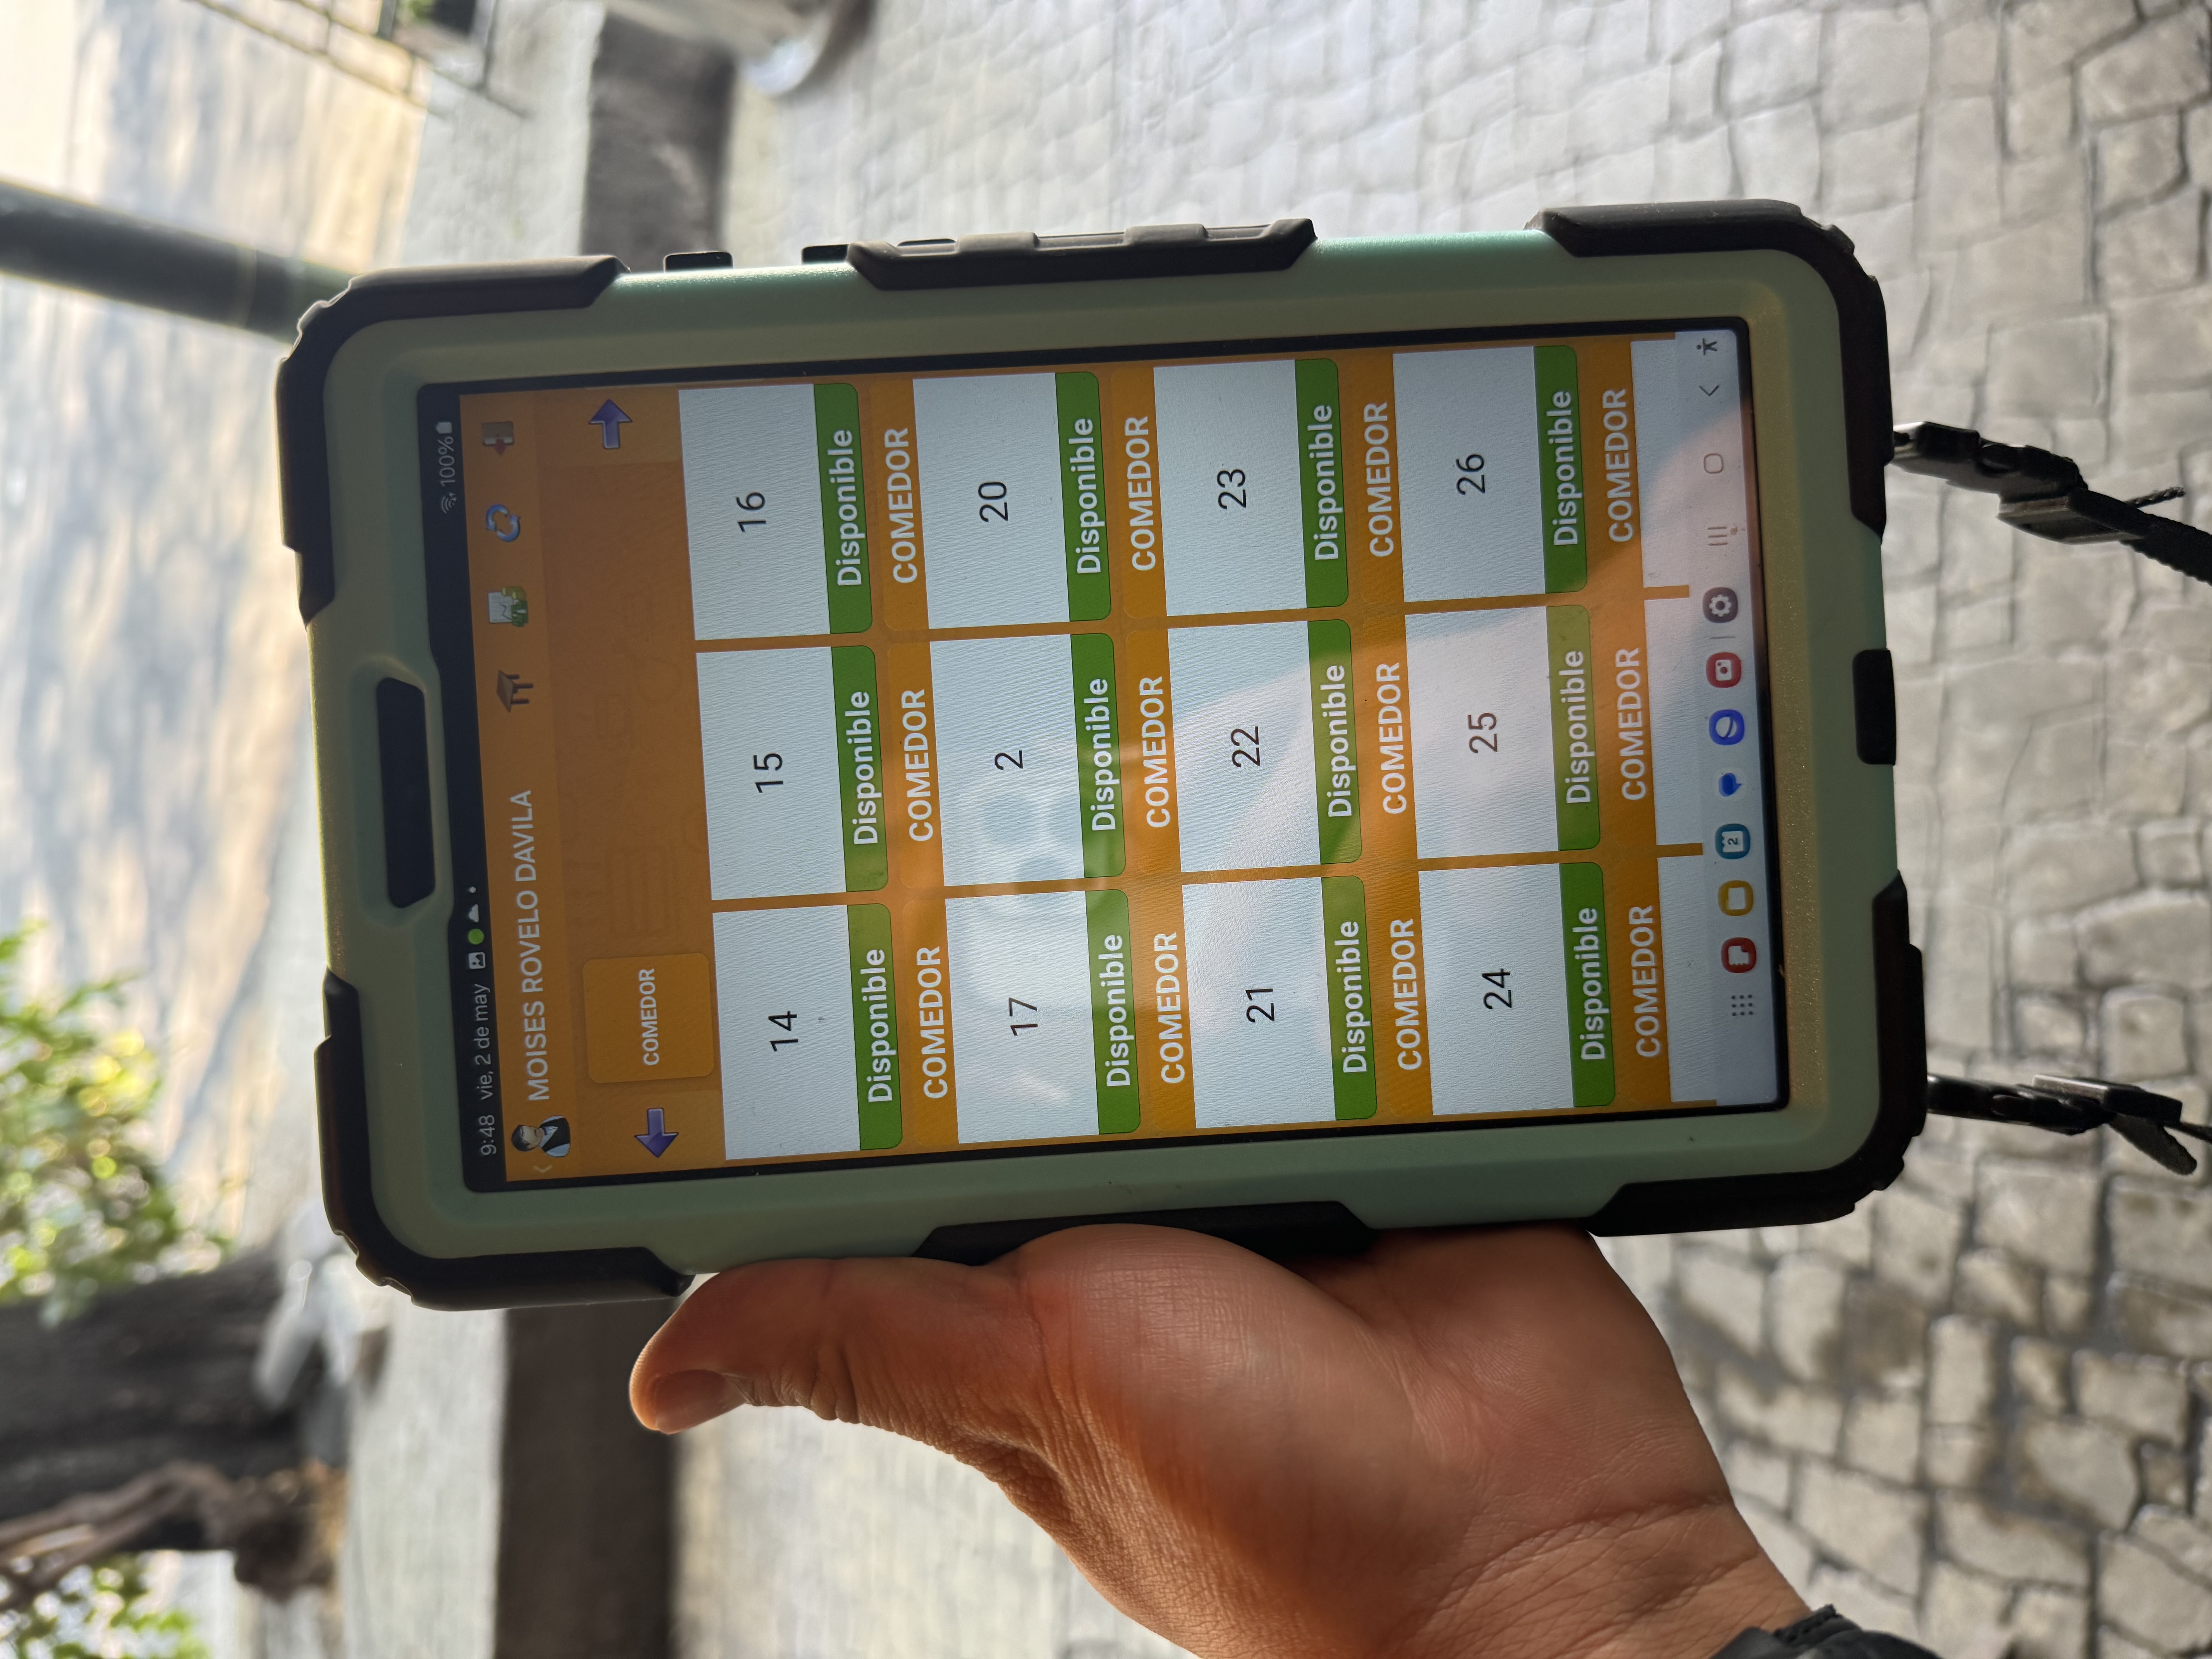 9:48 vie, 2 de may 100%
MOISES ROVELO DAVILA
COMEDOR
14 15 16
Disponible Disponible Disponible
COMEDOR COMEDOR COMEDOR
17 2 20
Disponible Disponible Disponible
COMEDOR COMEDOR COMEDOR
21 22 23
Disponible Disponible Disponible
COMEDOR COMEDOR COMEDOR
24 25 26
Disponible Disponible Disponible
COMEDOR COMEDOR COMEDOR
2